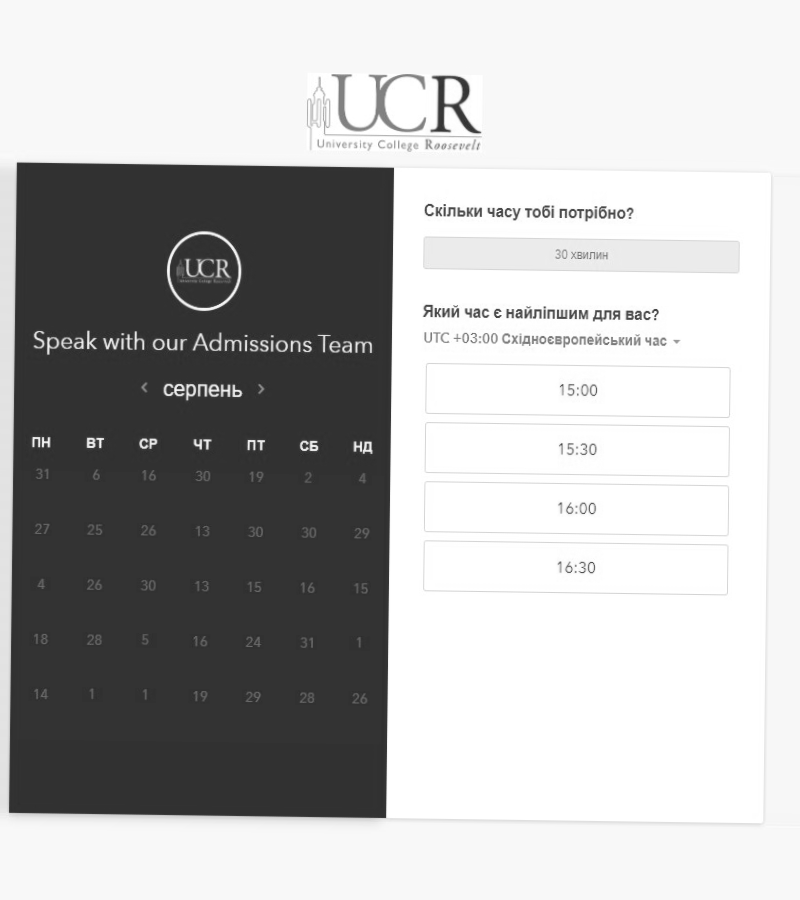 UCR
University College Roosevelt
UCR
University College Roosevelt
Speak with our Admissions Team
серпень
ПН ВТ СР ЧТ ПТ СБ НД
31 6 16 30 19 2 4
27 25 26 13 30 30 29
4 26 30 13 15 16 15
18 28 5 16 24 31 1
14 1 1 19 29 28 26
Скільки часу тобі потрібно?
30 хвилин
Який час є найліпшим для вас?
UTC +03:00 Східноєвропейський час
15:00
15:30
16:00
16:30